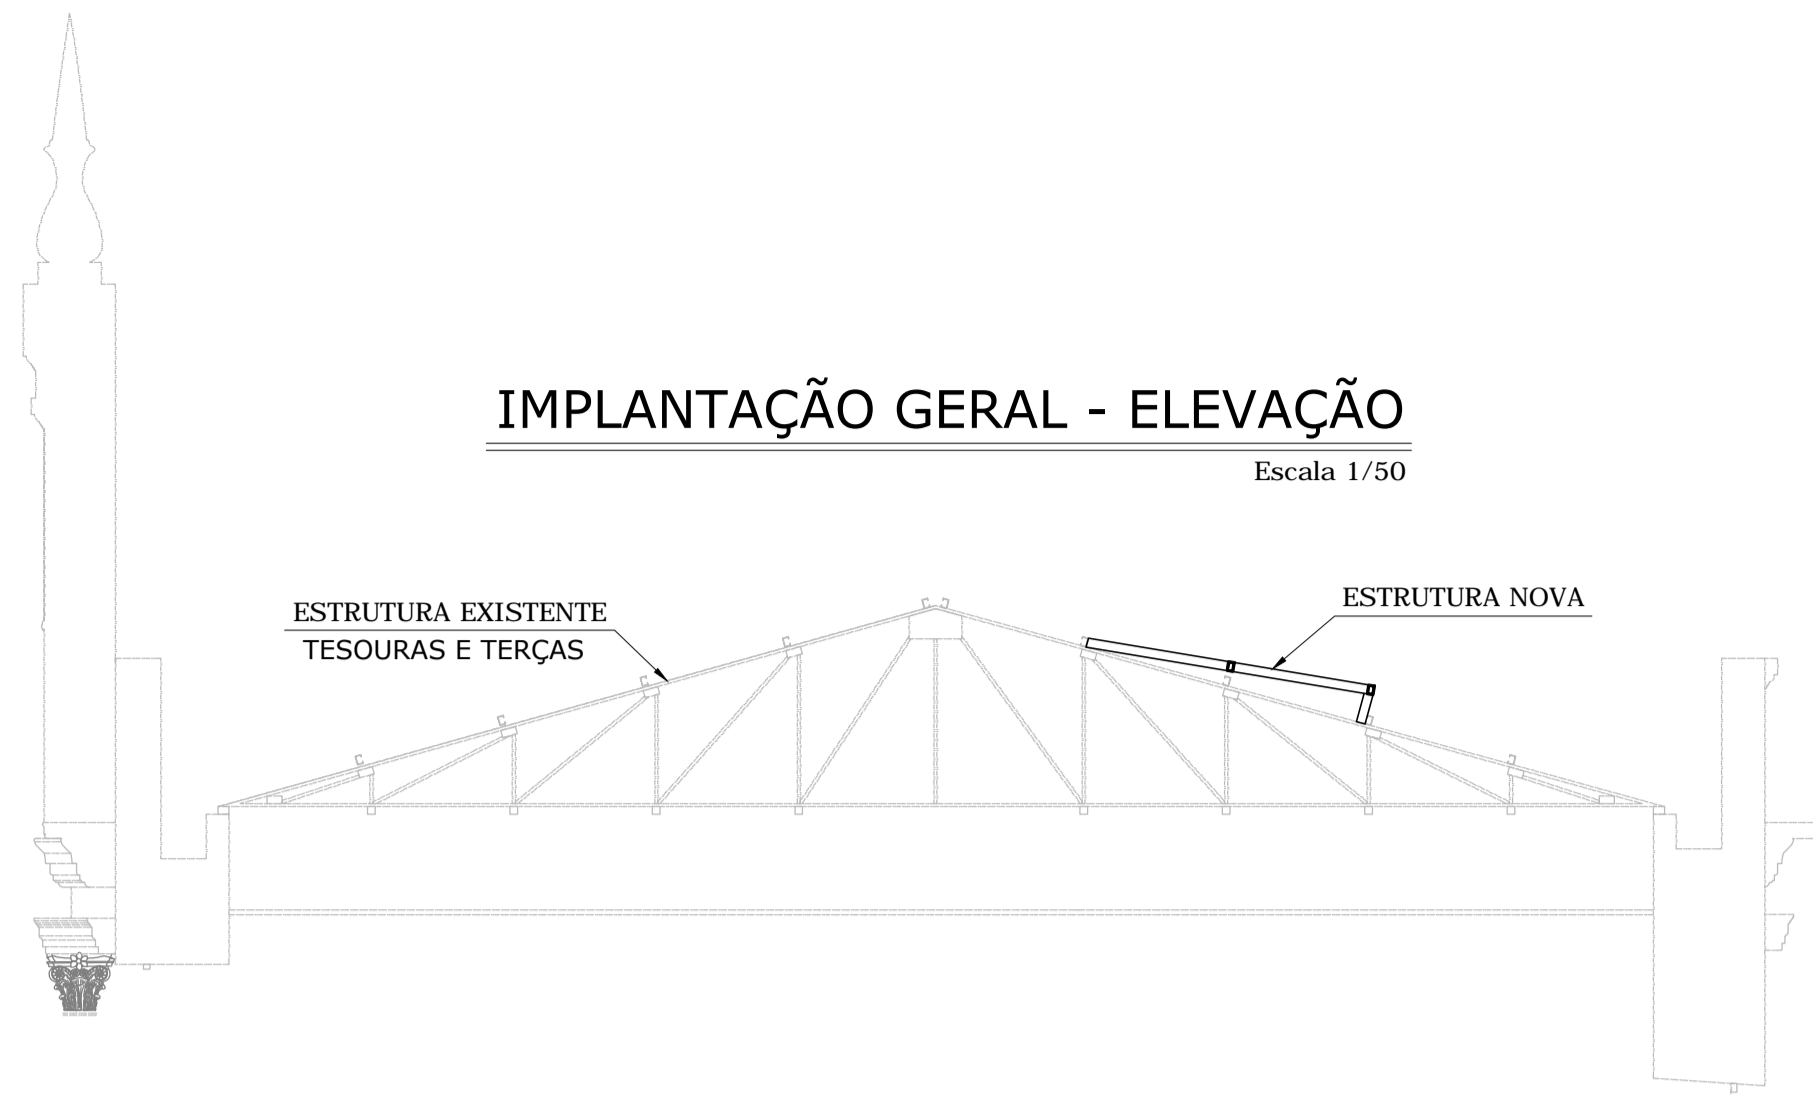 IMPLANTAÇÃO GERAL - ELEVAÇÃO
Escala 1/50
ESTRUTURA EXISTENTE
TESOURAS E TERÇAS
ESTRUTURA NOVA